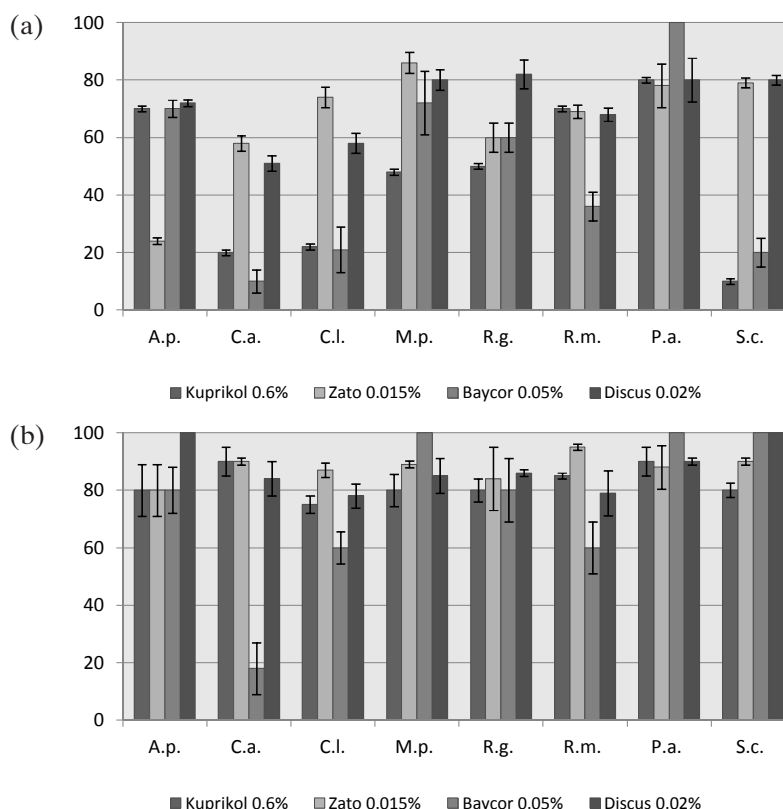 (a)
100
80
60
40
20
0
A.p. C.a. C.l. M.p. R.g. R.m. P.a. S.c.
Kuprikol 0.6% Zato 0.015% Baycor 0.05% Discus 0.02%
(b)
100
80
60
40
20
0
A.p. C.a. C.l. M.p. R.g. R.m. P.a. S.c.
Kuprikol 0.6% Zato 0.015% Baycor 0.05% Discus 0.02%